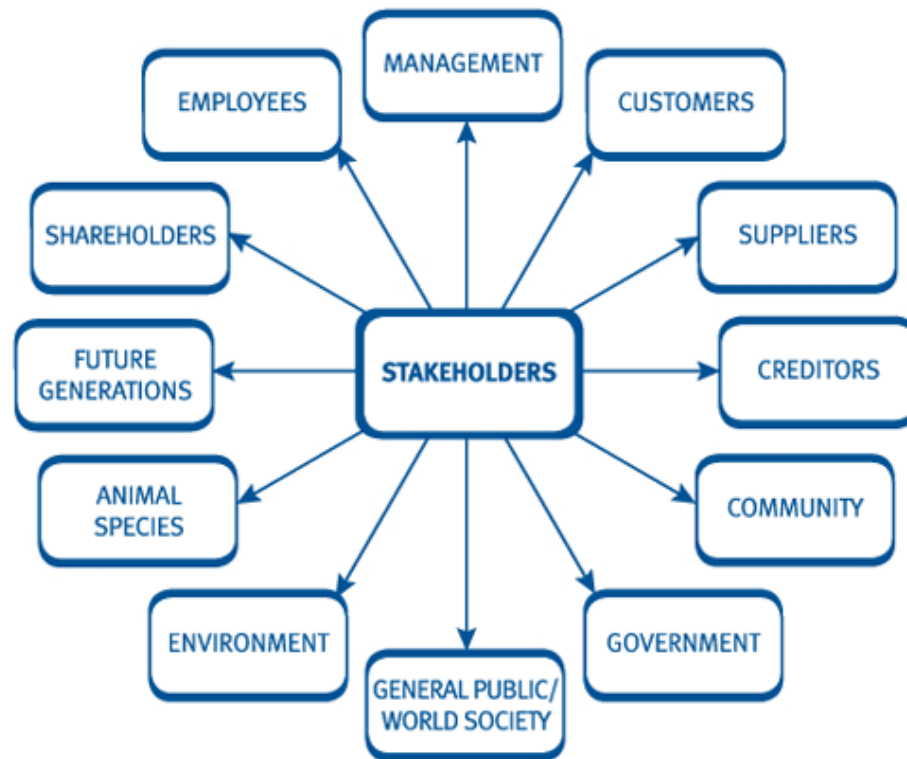 MANAGEMENT
EMPLOYEES
CUSTOMERS
SHAREHOLDERS
SUPPLIERS
FUTURE
GENERATIONS
STAKEHOLDERS
CREDITORS
ANIMAL
SPECIES
COMMUNITY
ENVIRONMENT
GOVERNMENT
GENERAL PUBLIC/
WORLD SOCIETY